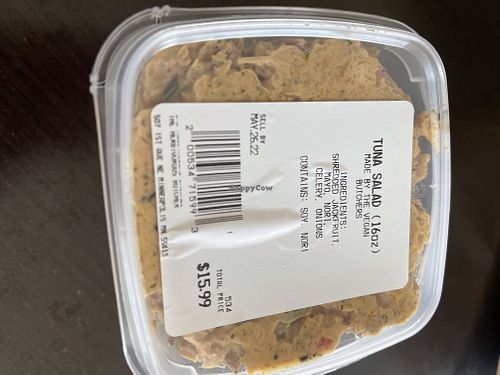 TUNA SALAD (16oz)
MADE BY THE VEGAN
BUTCHERS
INGREDIENTS:
SHREDDED JACKFRUIT,
MAYO, NORI,
CELERY, ONIONS
CONTAINS: SOY, NORI
SELL BY
MAY.26.22
534
TOTAL PRICE
$15.99
2 00534 71599 3
THE HERBIVOROUS BUTCHER
507 1ST AVE NE MINNEAPOLIS MN 55413
happyCow